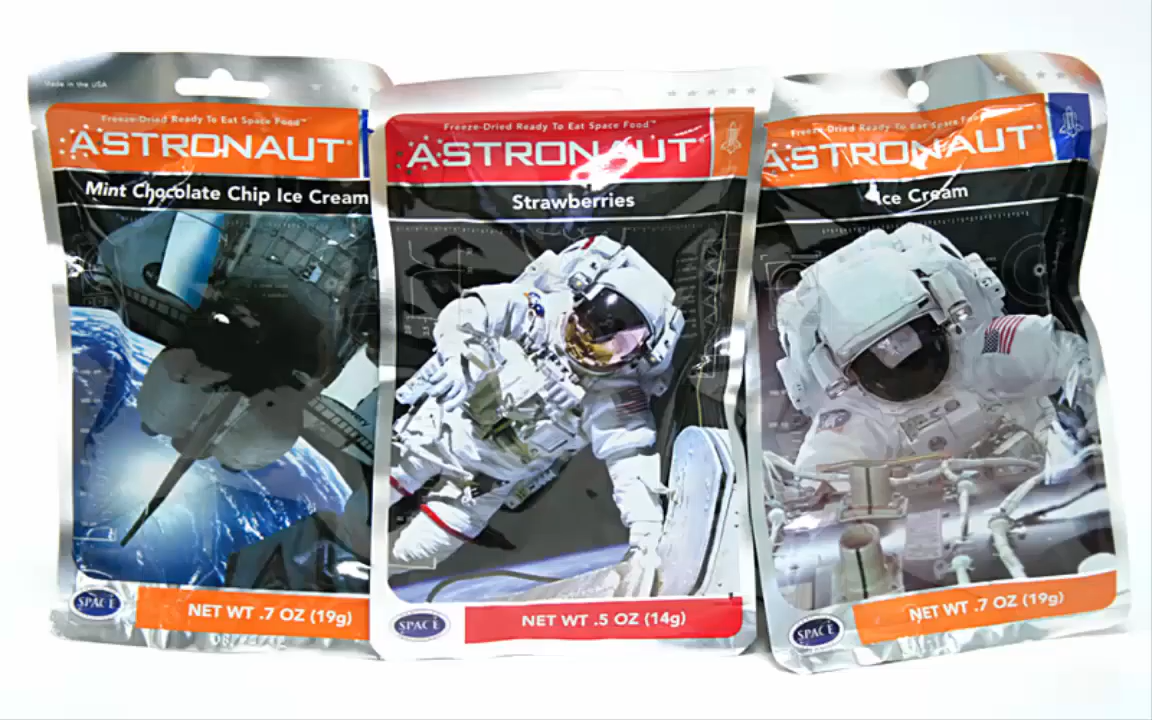 Made in the USA
Freeze-Dried Ready To Eat Space Food™
ASTRONAUT®
Mint Chocolate Chip Ice Cream
SPACE
NET WT .7 OZ (19g)
Freeze-Dried Ready To Eat Space Food™
ASTRONAUT®
Strawberries
SPACE
NET WT .5 OZ (14g)
Freeze-Dried Ready To Eat Space Food
ASTRONAUT®
Ice Cream
SPACE
NET WT .7 OZ (19g)